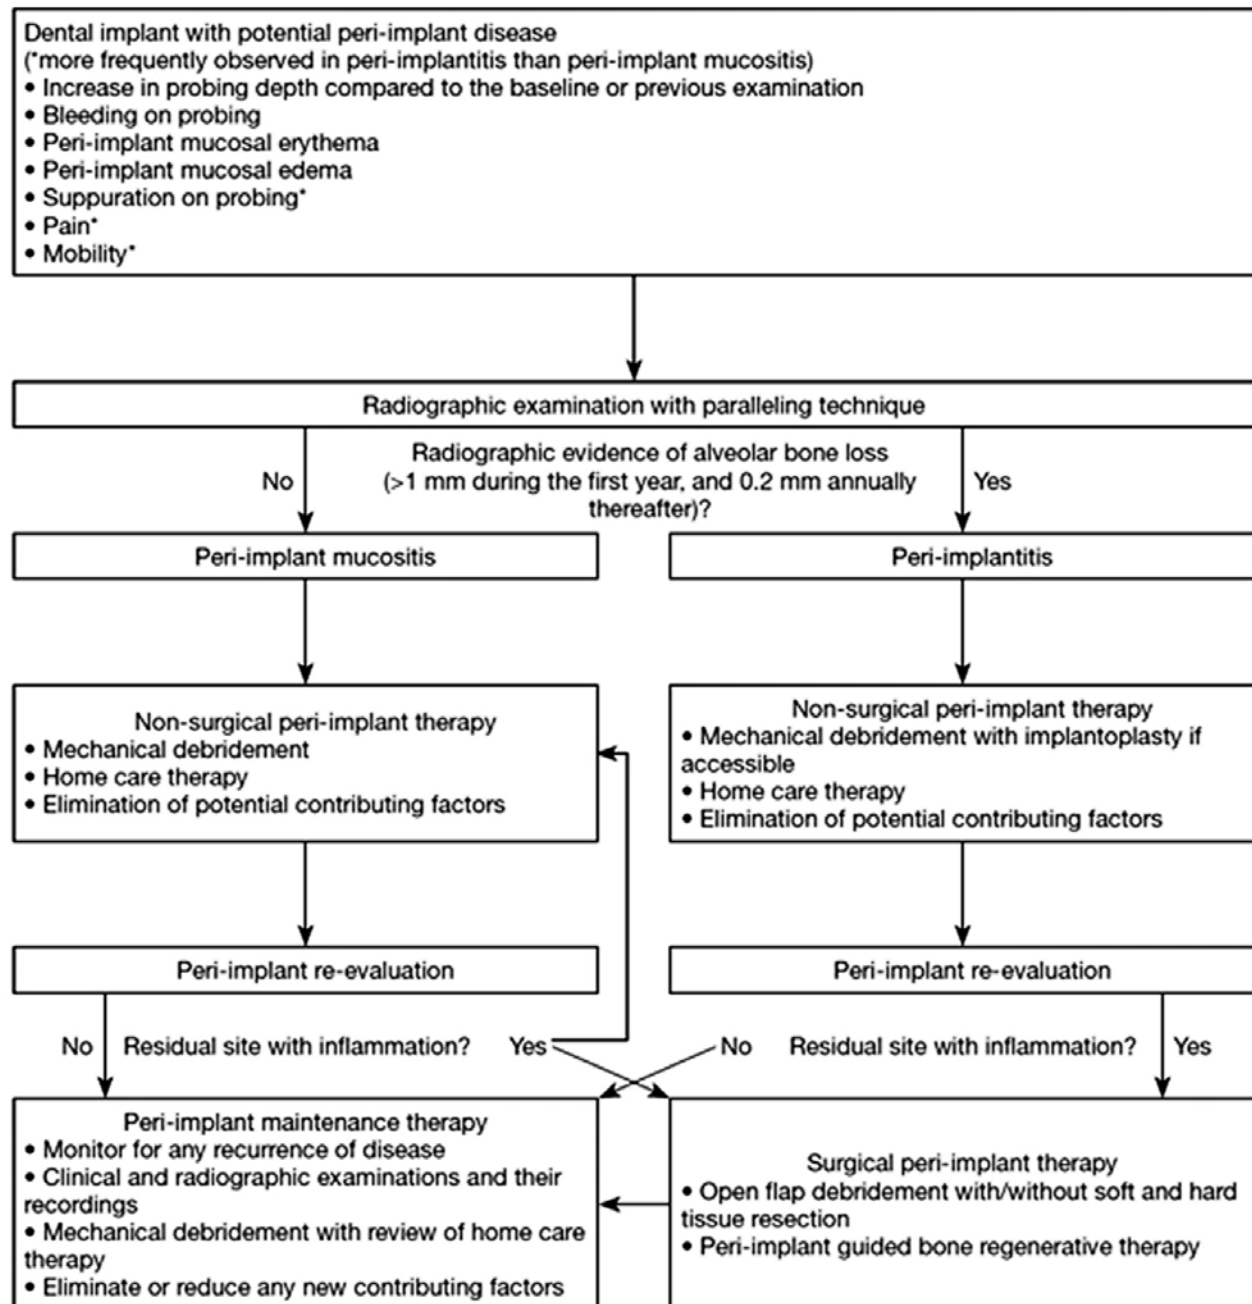 Dental implant with potential peri-implant disease
(*more frequently observed in peri-implantitis than peri-implant mucositis)
• Increase in probing depth compared to the baseline or previous examination
• Bleeding on probing
• Peri-implant mucosal erythema
• Peri-implant mucosal edema
• Suppuration on probing*
• Pain*
• Mobility*
Radiographic examination with paralleling technique
Radiographic evidence of alveolar bone loss
(>1 mm during the first year, and 0.2 mm annually
thereafter)?
No
Yes
Peri-implant mucositis
Peri-implantitis
Non-surgical peri-implant therapy
• Mechanical debridement
• Home care therapy
• Elimination of potential contributing factors
Non-surgical peri-implant therapy
• Mechanical debridement with implantoplasty if
accessible
• Home care therapy
• Elimination of potential contributing factors
Peri-implant re-evaluation
Peri-implant re-evaluation
No Residual site with inflammation? Yes
No Residual site with inflammation? Yes
Peri-implant maintenance therapy
• Monitor for any recurrence of disease
• Clinical and radiographic examinations and their
recordings
• Mechanical debridement with review of home care
therapy
• Eliminate or reduce any new contributing factors
Surgical peri-implant therapy
• Open flap debridement with/without soft and hard
tissue resection
• Peri-implant guided bone regenerative therapy